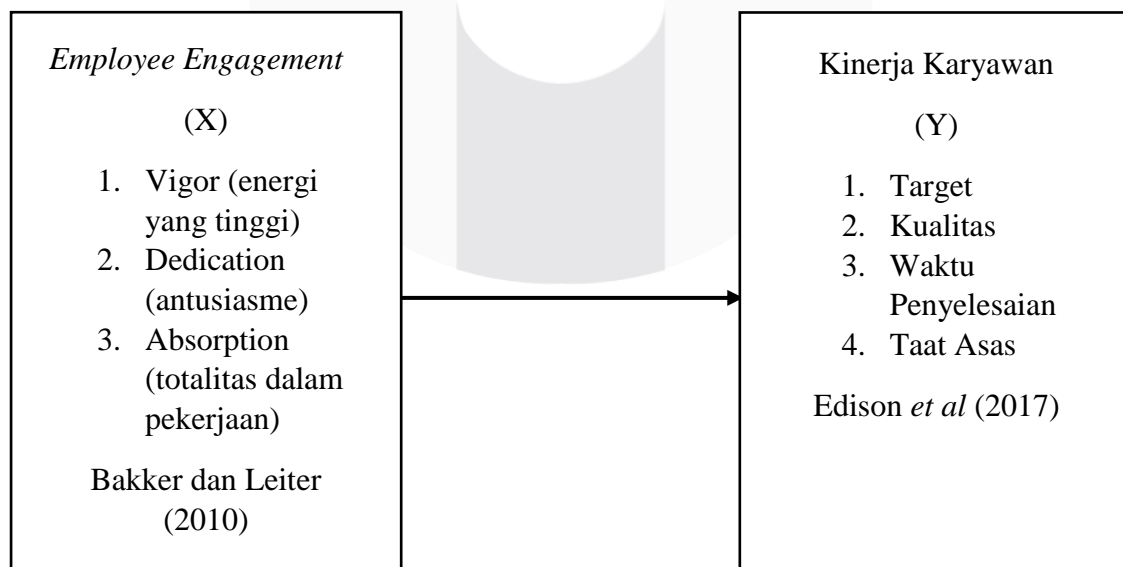 Employee Engagement
(X)
1. Vigor (energi
yang tinggi)
2. Dedication
(antusiasme)
3. Absorption
(totalitas dalam
pekerjaan)
Bakker dan Leiter
(2010)
Kinerja Karyawan
(Y)
1. Target
2. Kualitas
3. Waktu
Penyelesaian
4. Taat Asas
Edison et al (2017)